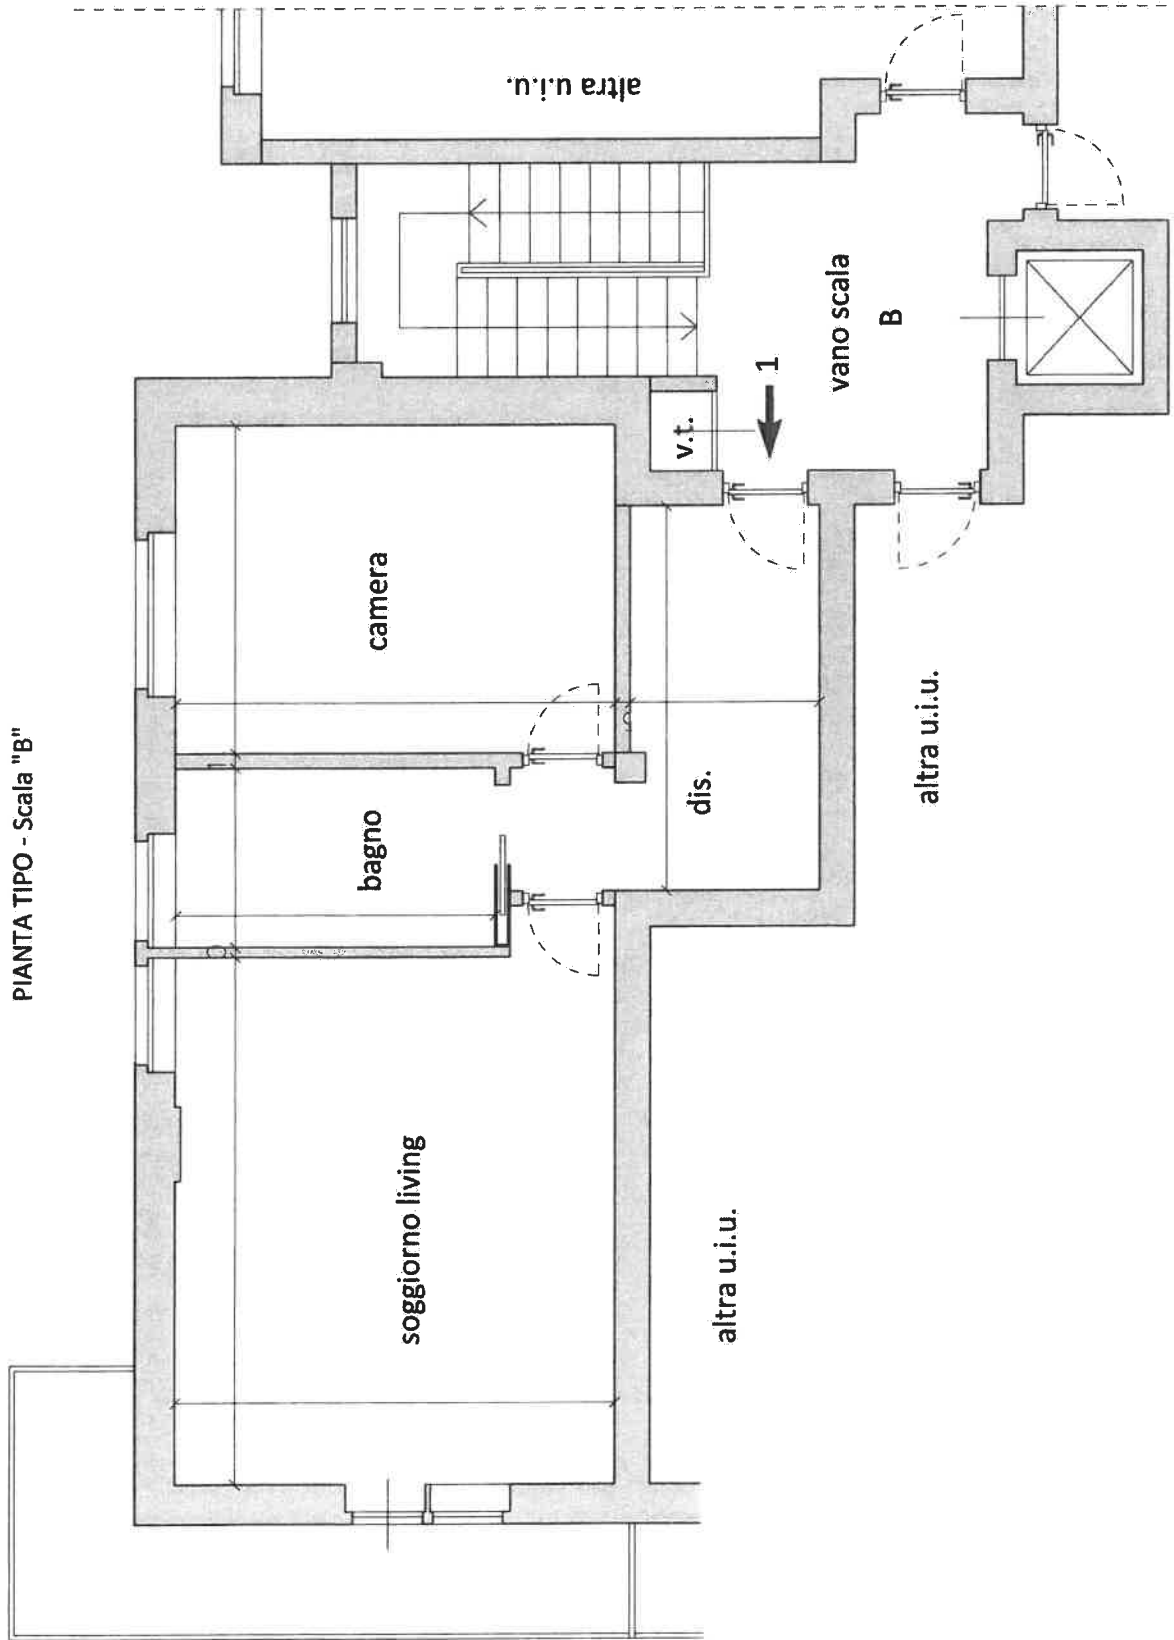 PIANTA TIPO - Scala "B"
soggiorno living
bagno
camera
dis.
v.t.
1
vano scala
B
altra u.i.u.
altra u.i.u.
altra u.i.u.